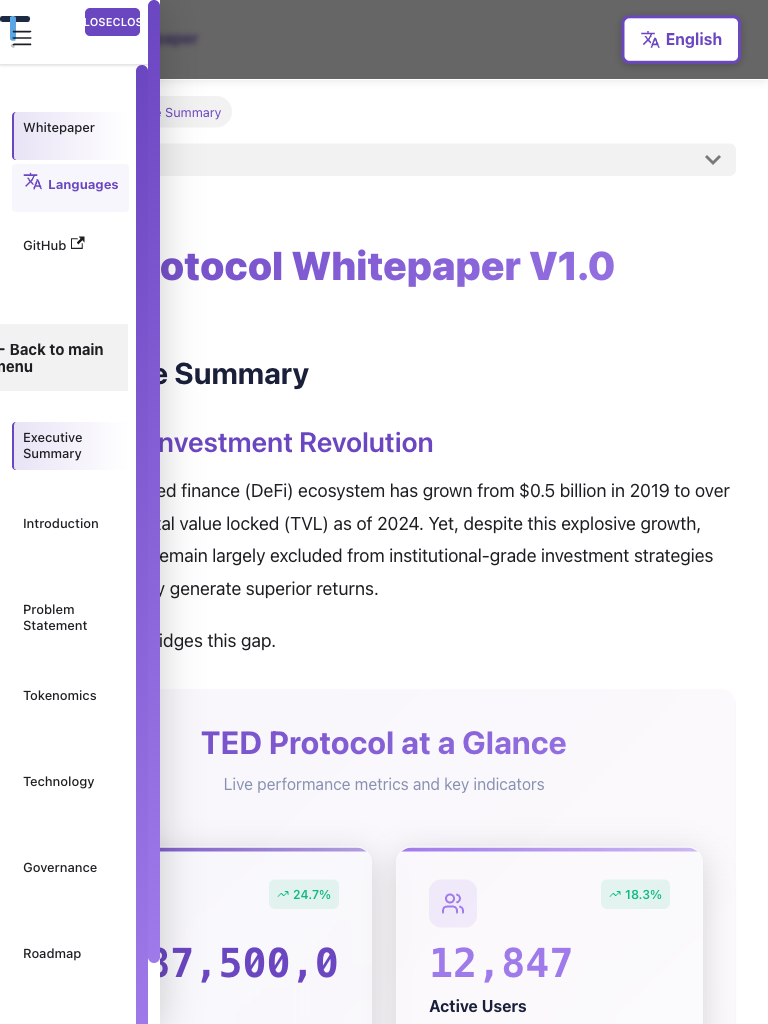 LOSECLOS
English
Whitepaper
Languages
GitHub
Back to main
menu
Executive
Summary
Introduction
Problem
Statement
Tokenomics
Technology
Governance
Roadmap
Summary
otocol Whitepaper V1.0
e Summary
nvestment Revolution
ed finance (DeFi) ecosystem has grown from $0.5 billion in 2019 to over
al value locked (TVL) as of 2024. Yet, despite this explosive growth,
emain largely excluded from institutional-grade investment strategies
y generate superior returns.
idges this gap.
TED Protocol at a Glance
Live performance metrics and key indicators
24.7%
37,500,0
18.3%
12,847
Active Users